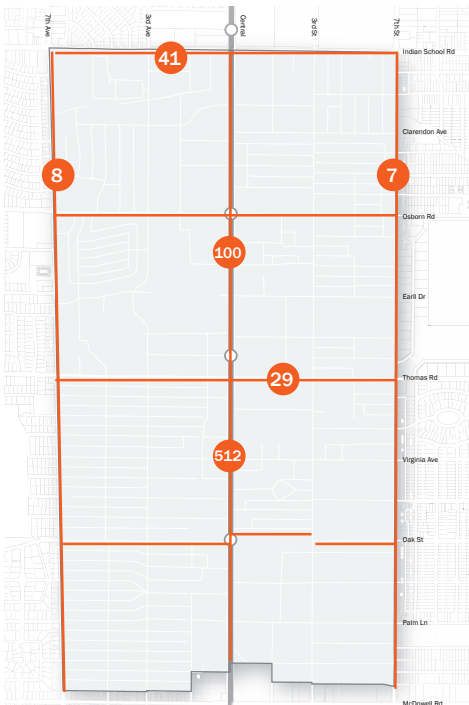 7th Ave
3rd Ave
Central
3rd St
7th St
Indian School Rd
41
Clarendon Ave
8
7
Osborn Rd
100
Earll Dr
Thomas Rd
29
512
Virginia Ave
Oak St
Palm Ln
McDowell Rd